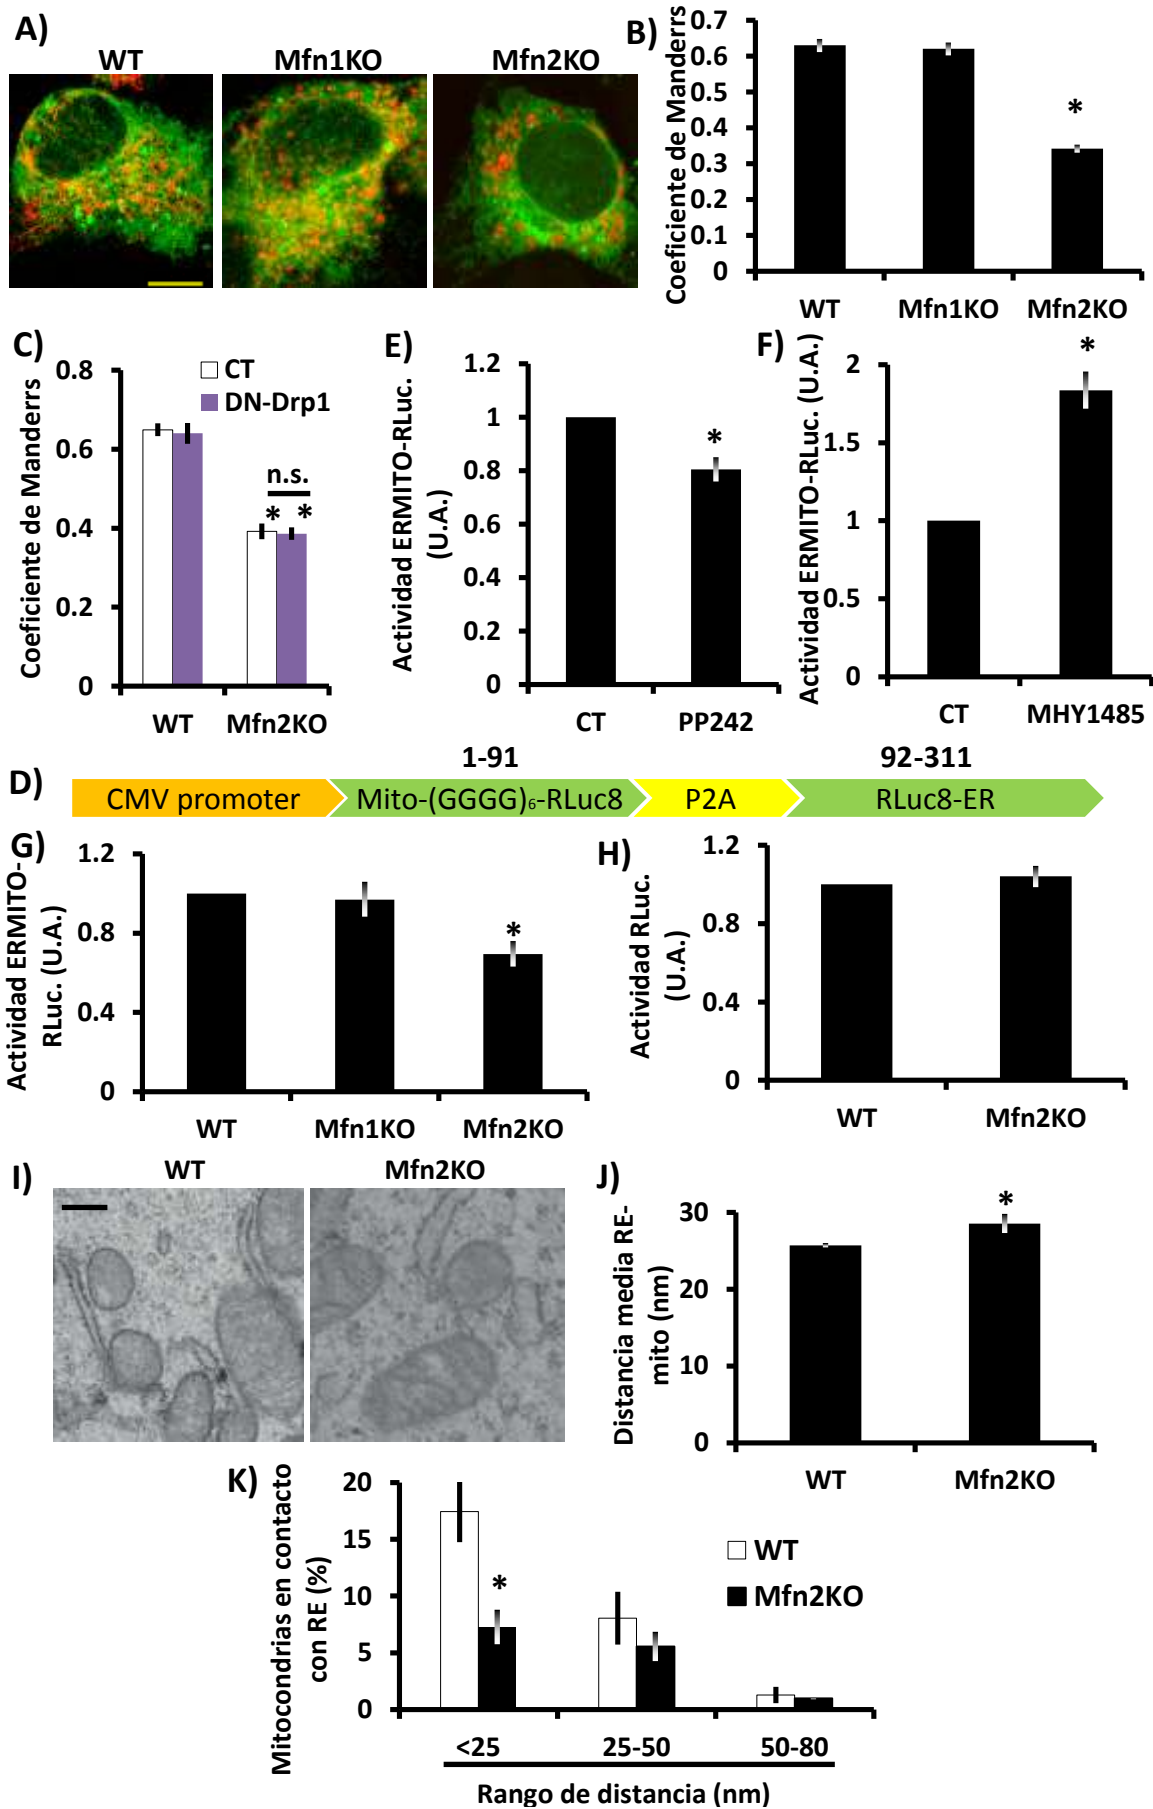 A)
WT
Mfn1KO
Mfn2KO
B)
Coeficiente de Manderrs
0.7
0.6
0.5
0.4
0.3
0.2
0.1
0
*
WT
Mfn1KO
Mfn2KO
C)
Coeficiente de Manderrs
0.8
0.6
0.4
0.2
0
CT
DN-Drp1
n.s.
* *
WT
Mfn2KO
E)
Actividad ERMITO-RLuc.
(U.A.)
1.2
1
0.8
0.6
0.4
0.2
0
*
CT
PP242
F)
Actividad ERMITO-RLuc. (U.A.)
2
1.5
1
0.5
0
*
CT
MHY1485
D)
1-91
92-311
CMV promoter
Mito-(GGGG)₆-RLuc8
P2A
RLuc8-ER
G)
Actividad ERMITO-
RLuc. (U.A.)
1.2
0.8
0.4
0
*
WT
Mfn1KO
Mfn2KO
H)
Actividad RLuc.
(U.A.)
1.2
0.8
0.4
0
WT
Mfn2KO
I)
WT
Mfn2KO
J)
Distancia media RE-
mito (nm)
30
20
10
0
*
WT
Mfn2KO
K)
Mitocondrias en contacto
con RE (%)
20
15
10
5
0
*
WT
Mfn2KO
<25
25-50
50-80
Rango de distancia (nm)